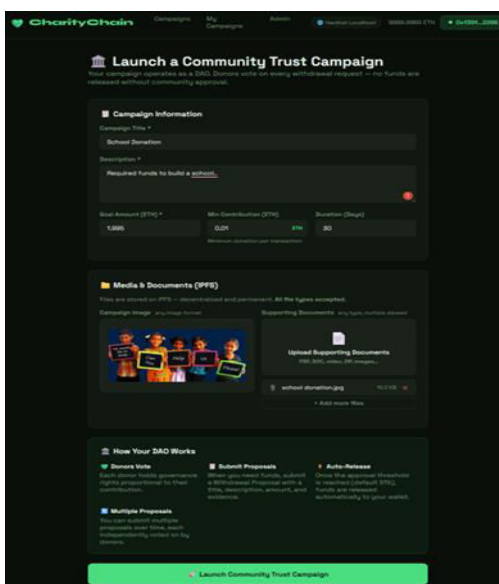 CharityChain
Campaigns
My
Campaigns
Admin
Hardhat Localhost
ETH
Launch a Community Trust Campaign
Your campaign operates as a DAO. Donors vote on every withdrawal request — no funds are
released without community approval.
Campaign Information
Campaign Title *
School Donation
Description *
Required funds to build a school.
Goal Amount (ETH) *
Min Contribution (ETH)
Duration (Days)
1.995
0.01
ETH
30
Minimum donation per transaction
Media & Documents (IPFS)
Files are stored on IPFS — decentralized and permanent. All file types accepted.
Campaign Image any image format
Supporting Documents any type, multiple allowed
Can
Help
Us
Please!
Upload Supporting Documents
PDF, DOC, video, ZIP, images...
school donation.jpg
+ Add more files
How Your DAO Works
Donors Vote
Each donor holds governance
rights proportional to their
contribution.
Submit Proposals
When you need funds, submit
a Withdrawal Proposal with a
title, description, amount, and
evidence.
Auto-Release
Once the approval threshold
is reached (default 51%),
funds are released
automatically to your wallet.
Multiple Proposals
You can submit multiple
proposals over time, each
independently voted on by
donors.
Launch Community Trust Campaign